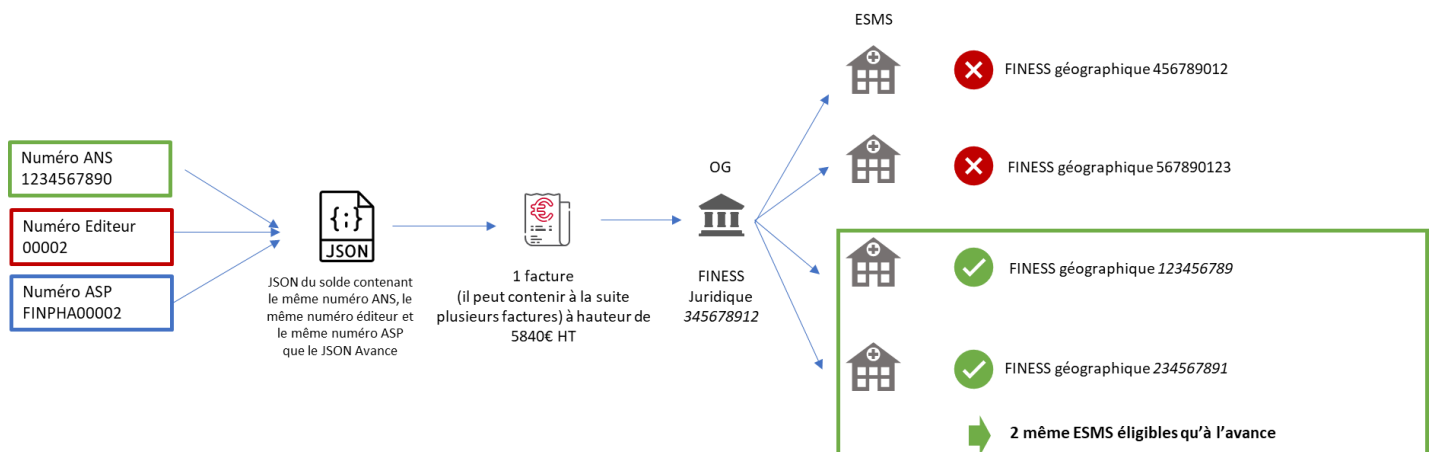 Numéro ANS
1234567890
Numéro Editeur
00002
Numéro ASP
FINPHA00002
{;}
JSON
JSON du solde contenant
le même numéro ANS, le
même numéro éditeur et
le même numéro ASP
que le JSON Avance
€
1 facture
(il peut contenir à la suite
plusieurs factures) à hauteur de
5840€ HT
OG
FINESS
Juridique
345678912
ESMS
FINESS géographique 456789012
FINESS géographique 567890123
FINESS géographique 123456789
FINESS géographique 234567891
2 même ESMS éligibles qu’à l’avance